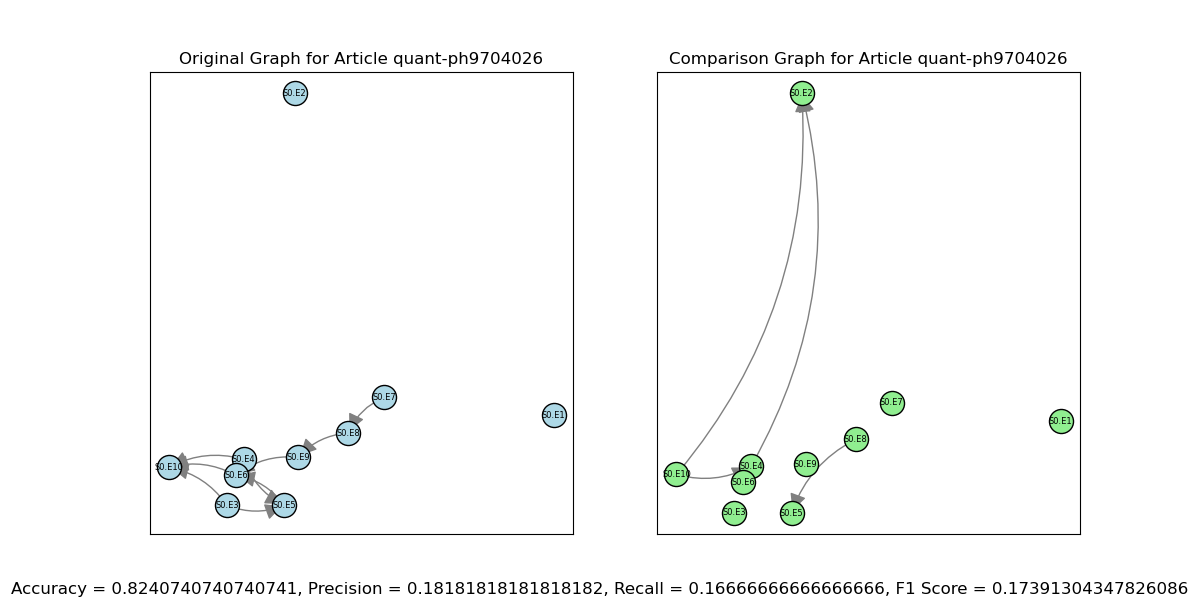 Original Graph for Article quant-ph9704026
Comparison Graph for Article quant-ph9704026
S0.E2
S0.E2
S0.E7
S0.E7
S0.E1
S0.E1
S0.E8
S0.E8
S0.E4
S0.E9
S0.E10
S0.E6
S0.E4
S0.E9
S0.E10
S0.E6
S0.E3
S0.E5
S0.E3
S0.E5
Accuracy = 0.8240740740740741, Precision = 0.18181818181818182, Recall = 0.16666666666666666, F1 Score = 0.17391304347826086